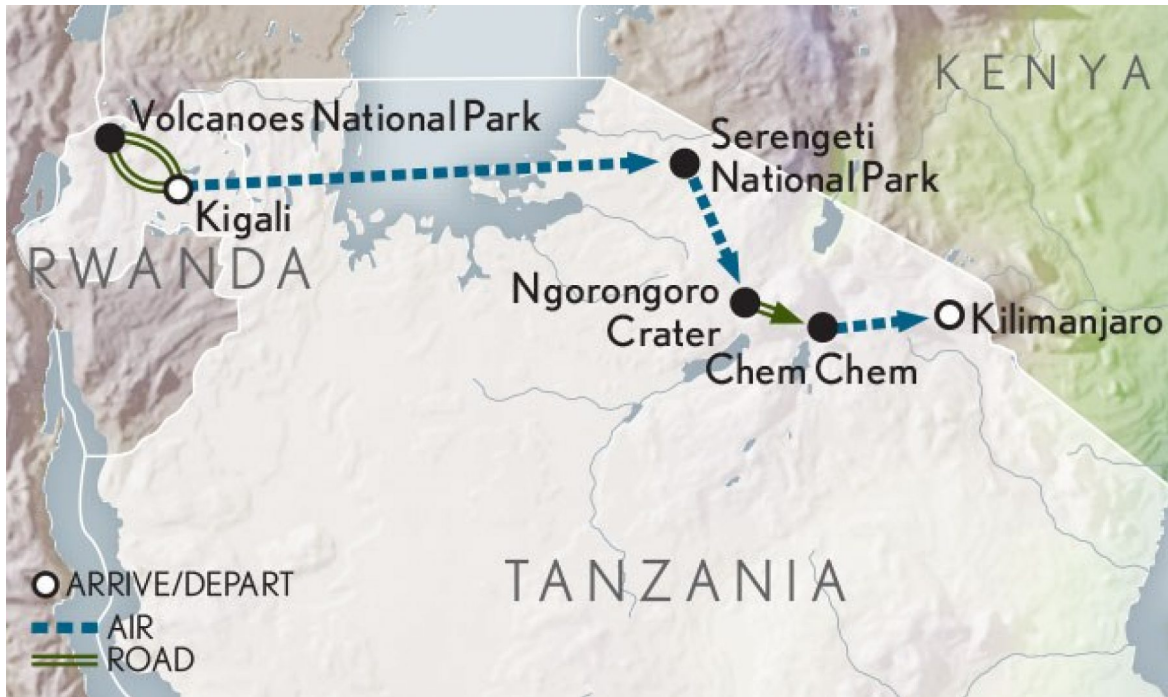 KENYA
Volcanoes National Park
Serengeti
National Park
Kigali
RWANDA
Ngorongoro
Crater
Kilimanjaro
Chem Chem
TANZANIA
ARRIVE/DEPART
AIR
ROAD